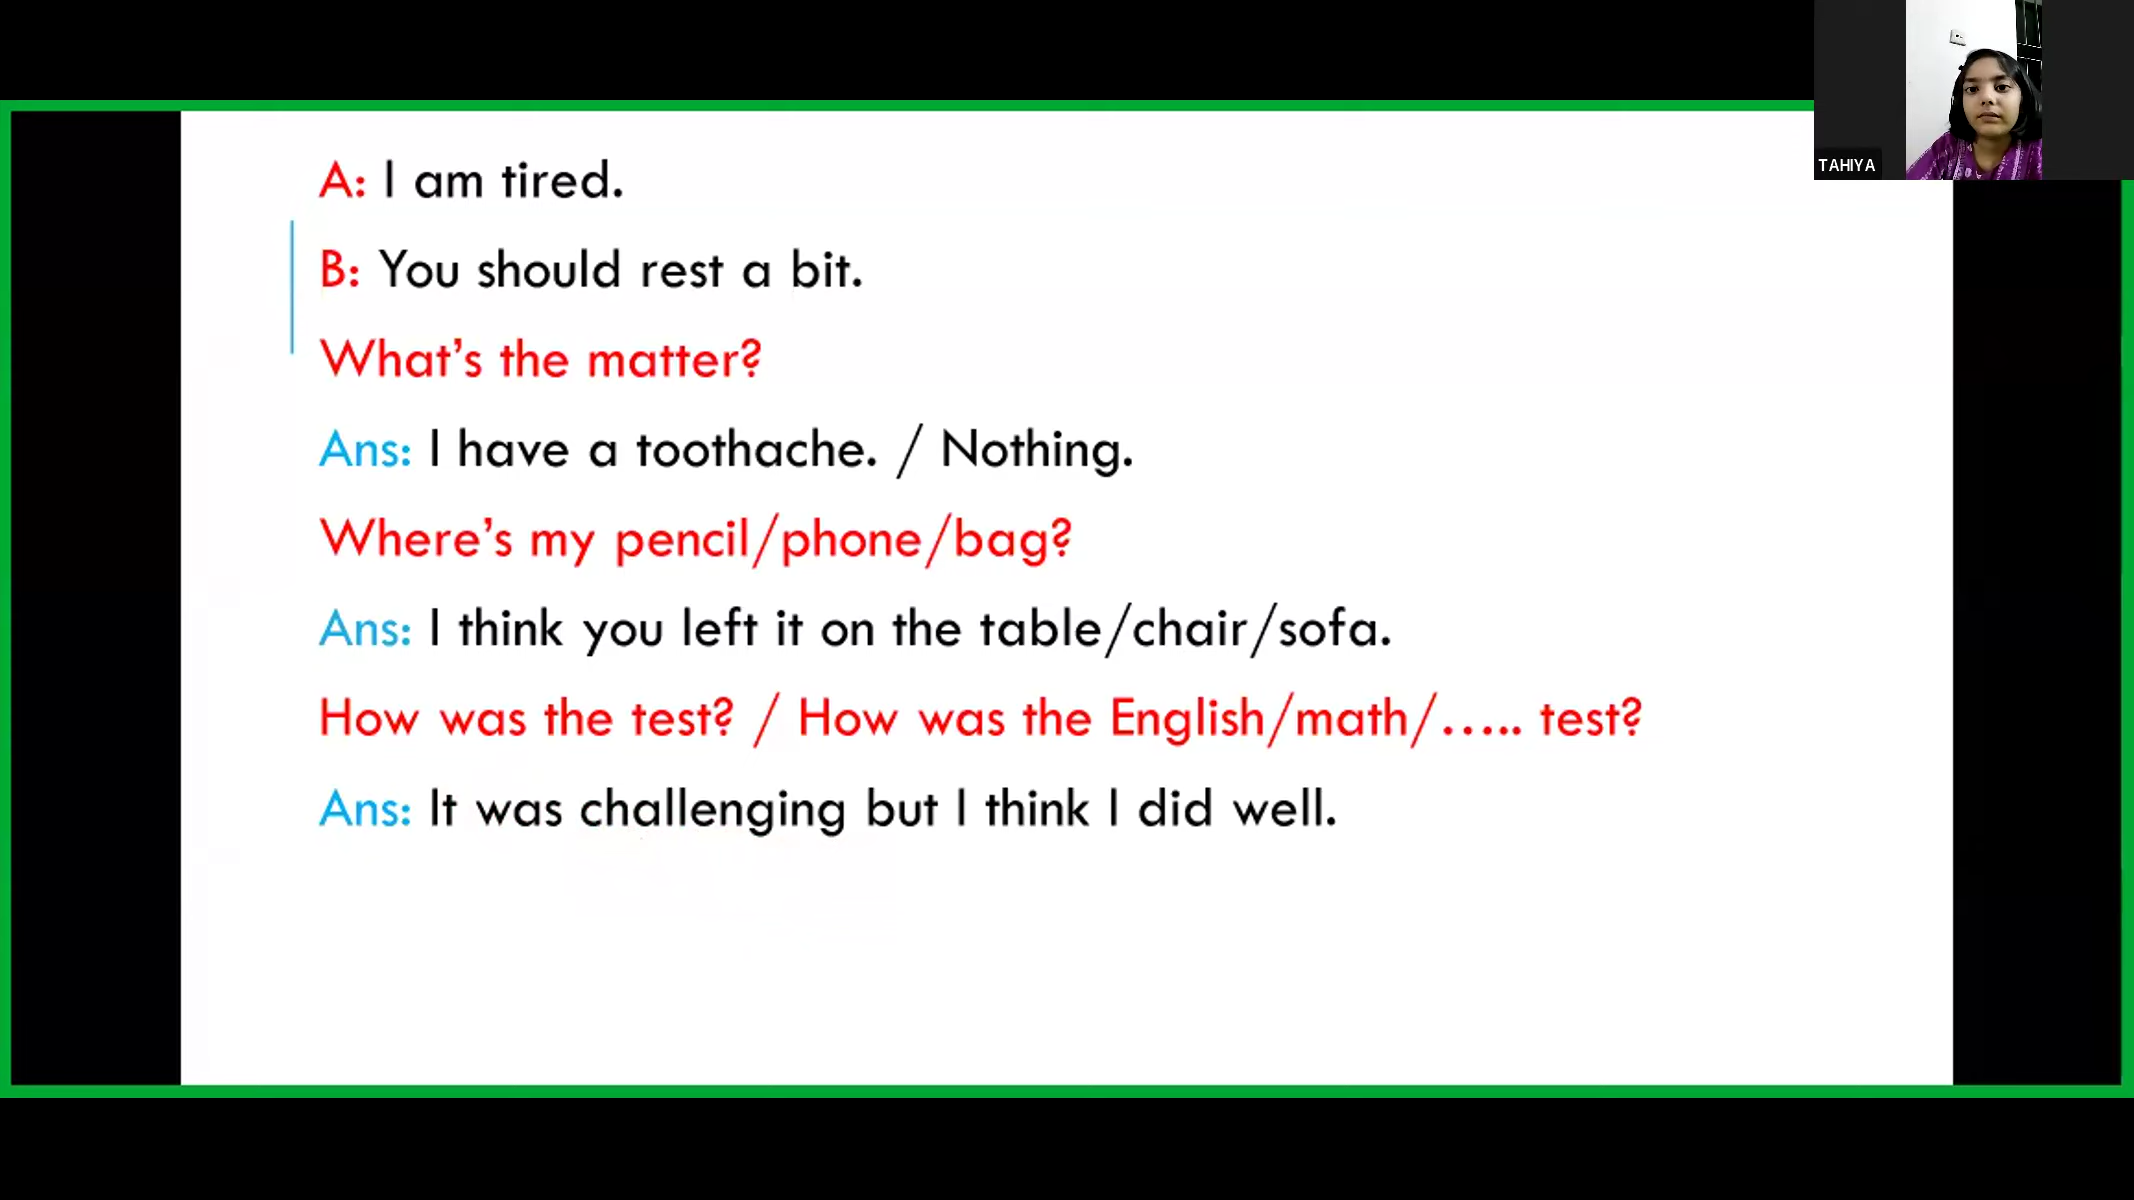 TAHIYA
A: I am tired.
B: You should rest a bit.
What's the matter?
Ans: I have a toothache. / Nothing.
Where's my pencil/phone/bag?
Ans: I think you left it on the table/chair/sofa.
How was the test? / How was the English/math/..... test?
Ans: It was challenging but I think I did well.